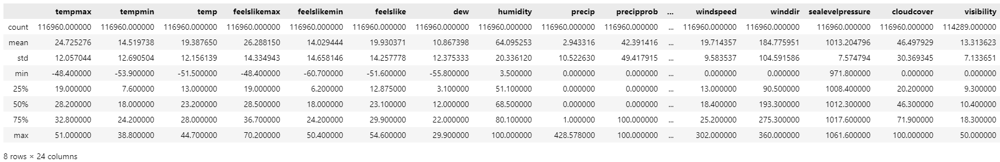 tempmax tempmin temp feelslikemax feelslikemin feelslike dew humidity precip precipprob ... windspeed winddir sealevelpressure cloudcover visibility
count 116960.000000 116960.000000 116960.000000 116960.000000 116960.000000 116960.000000 116960.000000 116960.000000 116960.000000 116960.000000 ... 116960.000000 116960.000000 116960.000000 116960.000000 114289.000000
mean 24.725276 14.519738 19.387650 26.288150 14.029444 19.930371 10.867398 64.095253 2.943316 42.391416 ... 19.714357 184.775951 1013.204796 46.497929 13.313623
std 12.057044 12.690504 12.156139 14.334943 14.658146 14.257778 12.375333 20.336120 10.522630 49.417915 ... 9.583537 104.591586 7.574794 30.369345 7.133651
min -48.400000 -53.900000 -51.500000 -48.400000 -60.700000 -51.600000 -55.800000 3.500000 0.000000 0.000000 ... 0.000000 0.000000 971.800000 0.000000 0.000000
25% 19.000000 7.600000 13.000000 19.000000 6.200000 12.875000 3.100000 51.100000 0.000000 0.000000 ... 13.000000 90.500000 1008.400000 20.200000 9.300000
50% 28.200000 18.000000 23.200000 28.500000 18.000000 23.100000 12.000000 68.500000 0.000000 0.000000 ... 18.400000 193.300000 1012.300000 46.300000 10.400000
75% 32.800000 24.200000 28.000000 36.700000 24.200000 29.900000 22.000000 80.100000 1.000000 100.000000 ... 25.200000 275.300000 1017.600000 71.900000 18.300000
max 51.000000 38.800000 44.700000 70.200000 50.400000 54.600000 29.900000 100.000000 428.578000 100.000000 ... 302.000000 360.000000 1061.600000 100.000000 50.000000
8 rows × 24 columns